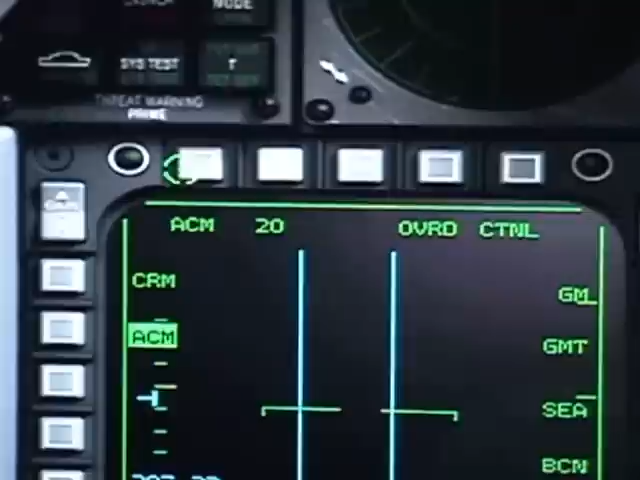 MODE
SYS TEST
T
THREAT WARNING
PRIME
ACM 20 OVRD CTNL
CRM
GM
ACM
GMT
SEA
BCN